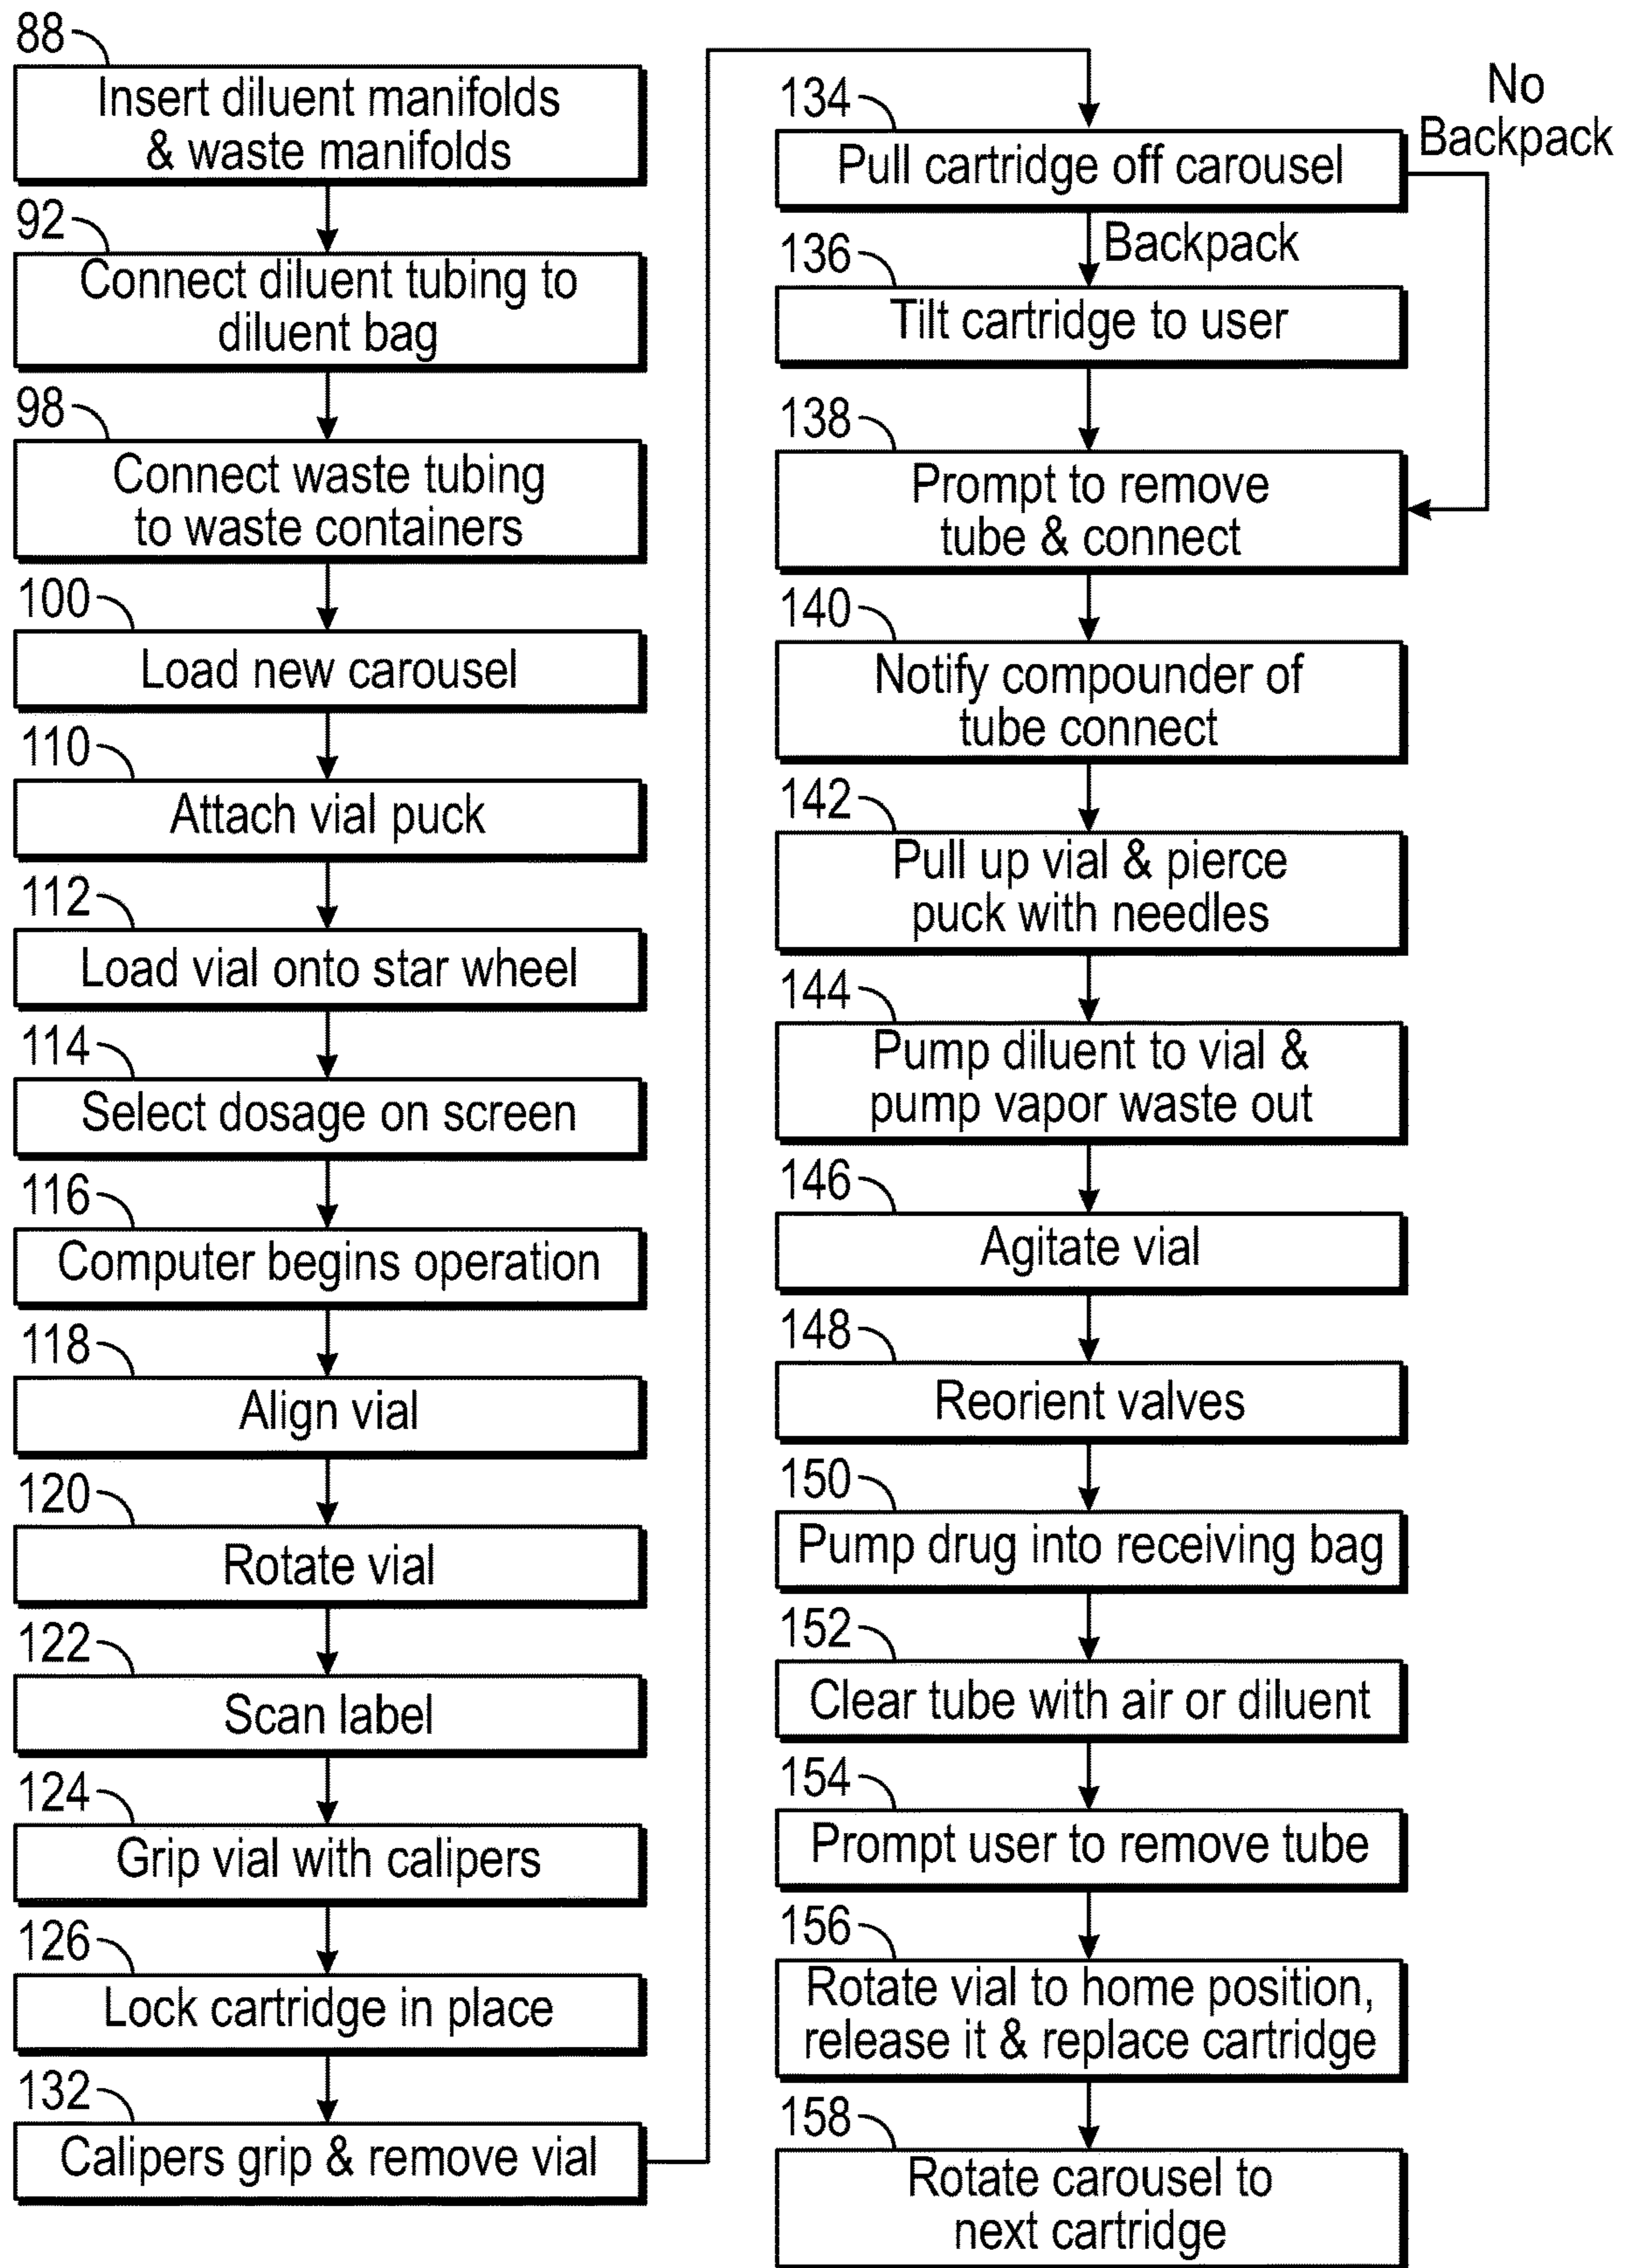 88
Insert diluent manifolds
& waste manifolds
92
Connect diluent tubing to
diluent bag
98
Connect waste tubing
to waste containers
100
Load new carousel
110
Attach vial puck
112
Load vial onto star wheel
114
Select dosage on screen
116
Computer begins operation
118
Align vial
120
Rotate vial
122
Scan label
124
Grip vial with calipers
126
Lock cartridge in place
132
Calipers grip & remove vial
134
Pull cartridge off carousel
No
Backpack
Backpack
136
Tilt cartridge to user
138
Prompt to remove
tube & connect
140
Notify compounder of
tube connect
142
Pull up vial & pierce
puck with needles
144
Pump diluent to vial &
pump vapor waste out
146
Agitate vial
148
Reorient valves
150
Pump drug into receiving bag
152
Clear tube with air or diluent
154
Prompt user to remove tube
156
Rotate vial to home position,
release it & replace cartridge
158
Rotate carousel to
next cartridge